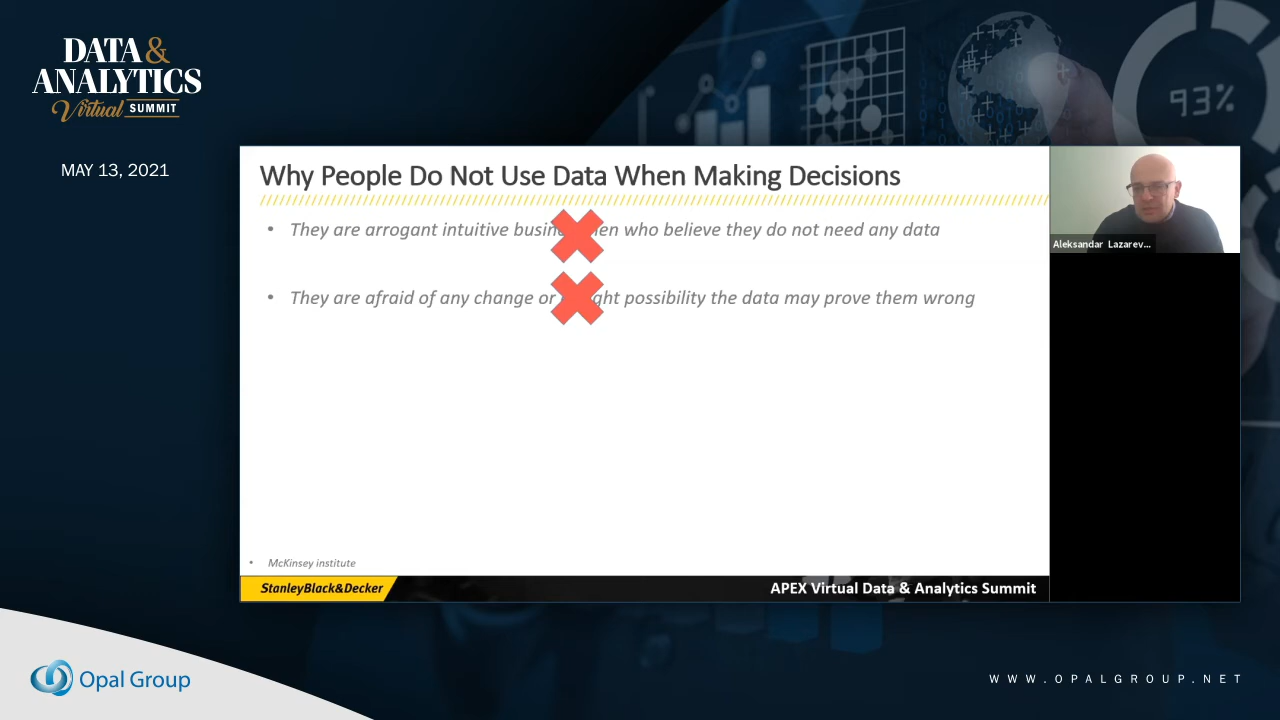 DATA &
ANALYTICS
Virtual SUMMIT
MAY 13, 2021
93%
Why People Do Not Use Data When Making Decisions
• They are arrogant intuitive who believe they do not need any data
• They are afraid of any change or possibility the data may prove them wrong
Aleksandar Lazarev...
• McKinsey institute
StanleyBlack&Decker
APEX Virtual Data & Analytics Summit
Opal Group
WWW.OPALGROUP.NET